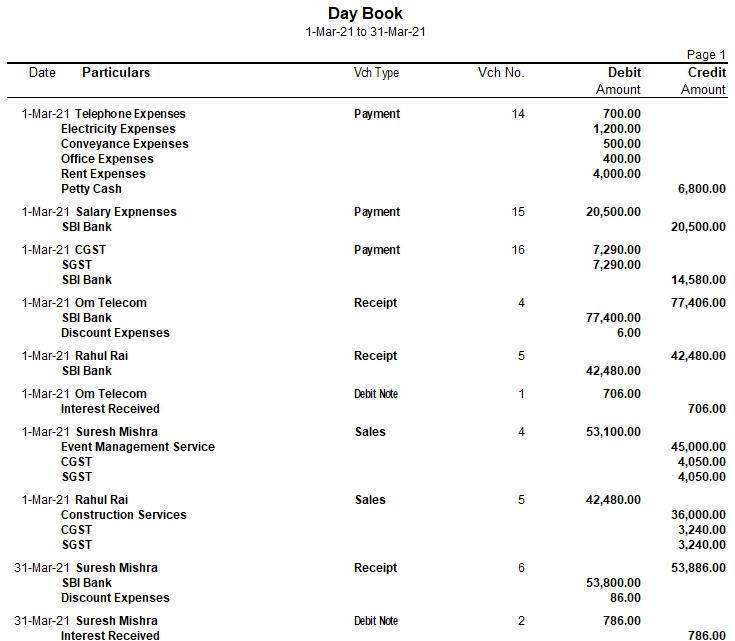 Day Book
1-Mar-21 to 31-Mar-21
Page 1
Date Particulars Vch Type Vch No. Debit Credit
Amount Amount
1-Mar-21 Telephone Expenses Payment 14 700.00
Electricity Expenses 1,200.00
Conveyance Expenses 500.00
Office Expenses 400.00
Rent Expenses 4,000.00
Petty Cash 6,800.00
1-Mar-21 Salary Expnenses Payment 15 20,500.00
SBI Bank 20,500.00
1-Mar-21 CGST Payment 16 7,290.00
SGST 7,290.00
SBI Bank 14,580.00
1-Mar-21 Om Telecom Receipt 4 77,406.00
SBI Bank 77,400.00
Discount Expenses 6.00
1-Mar-21 Rahul Rai Receipt 5 42,480.00
SBI Bank 42,480.00
1-Mar-21 Om Telecom Debit Note 1 706.00
Interest Received 706.00
1-Mar-21 Suresh Mishra Sales 4 53,100.00
Event Management Service 45,000.00
CGST 4,050.00
SGST 4,050.00
1-Mar-21 Rahul Rai Sales 5 42,480.00
Construction Services 36,000.00
CGST 3,240.00
SGST 3,240.00
31-Mar-21 Suresh Mishra Receipt 6 53,886.00
SBI Bank 53,800.00
Discount Expenses 86.00
31-Mar-21 Suresh Mishra Debit Note 2 786.00
Interest Received 786.00